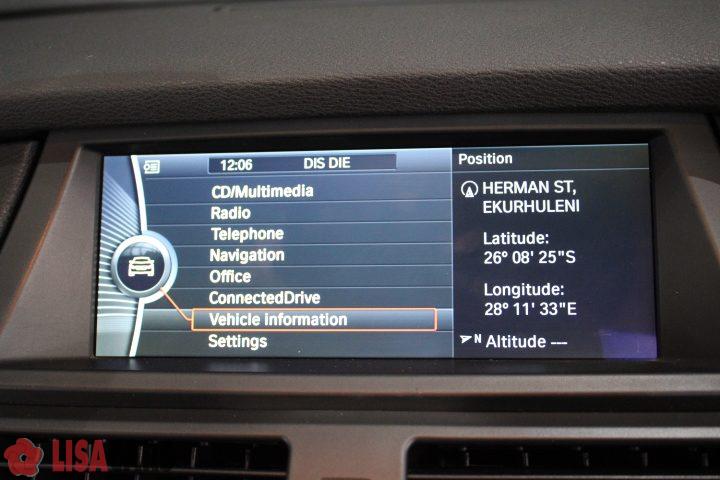 12:06 DIS DIE
CD/Multimedia
Radio
Telephone
Navigation
Office
ConnectedDrive
Vehicle information
Settings
Position
HERMAN ST,
EKURHULENI
Latitude:
26° 08' 25"S
Longitude:
28° 11' 33"E
N Altitude ---
LISA